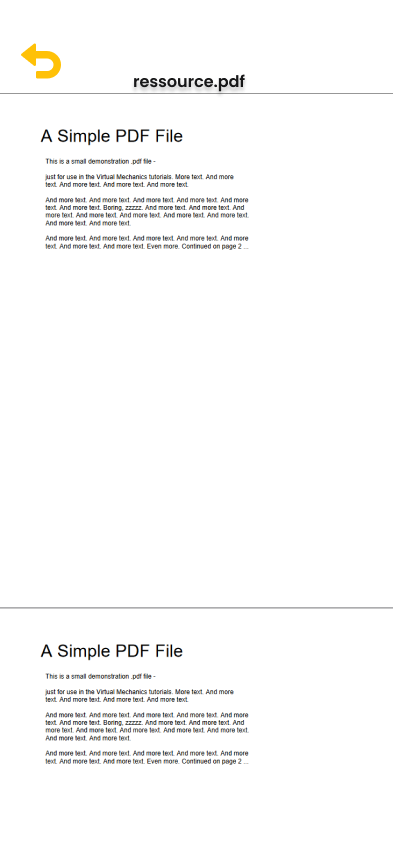 ressource.pdf
A Simple PDF File
This is a small demonstration .pdf file -
just for use in the Virtual Mechanics tutorials. More text. And more
text. And more text. And more text. And more text.
And more text. And more text. And more text. And more text. And more
text. And more text. Boring, zzzzz. And more text. And more text. And
more text. And more text. And more text. And more text. And more text.
And more text. And more text.
And more text. And more text. And more text. And more text. And more
text. And more text. And more text. Even more. Continued on page 2 ...
A Simple PDF File
This is a small demonstration .pdf file -
just for use in the Virtual Mechanics tutorials. More text. And more
text. And more text. And more text. And more text.
And more text. And more text. And more text. And more text. And more
text. And more text. Boring, zzzzz. And more text. And more text. And
more text. And more text. And more text. And more text. And more text.
And more text. And more text.
And more text. And more text. And more text. And more text. And more
text. And more text. And more text. Even more. Continued on page 2 ...